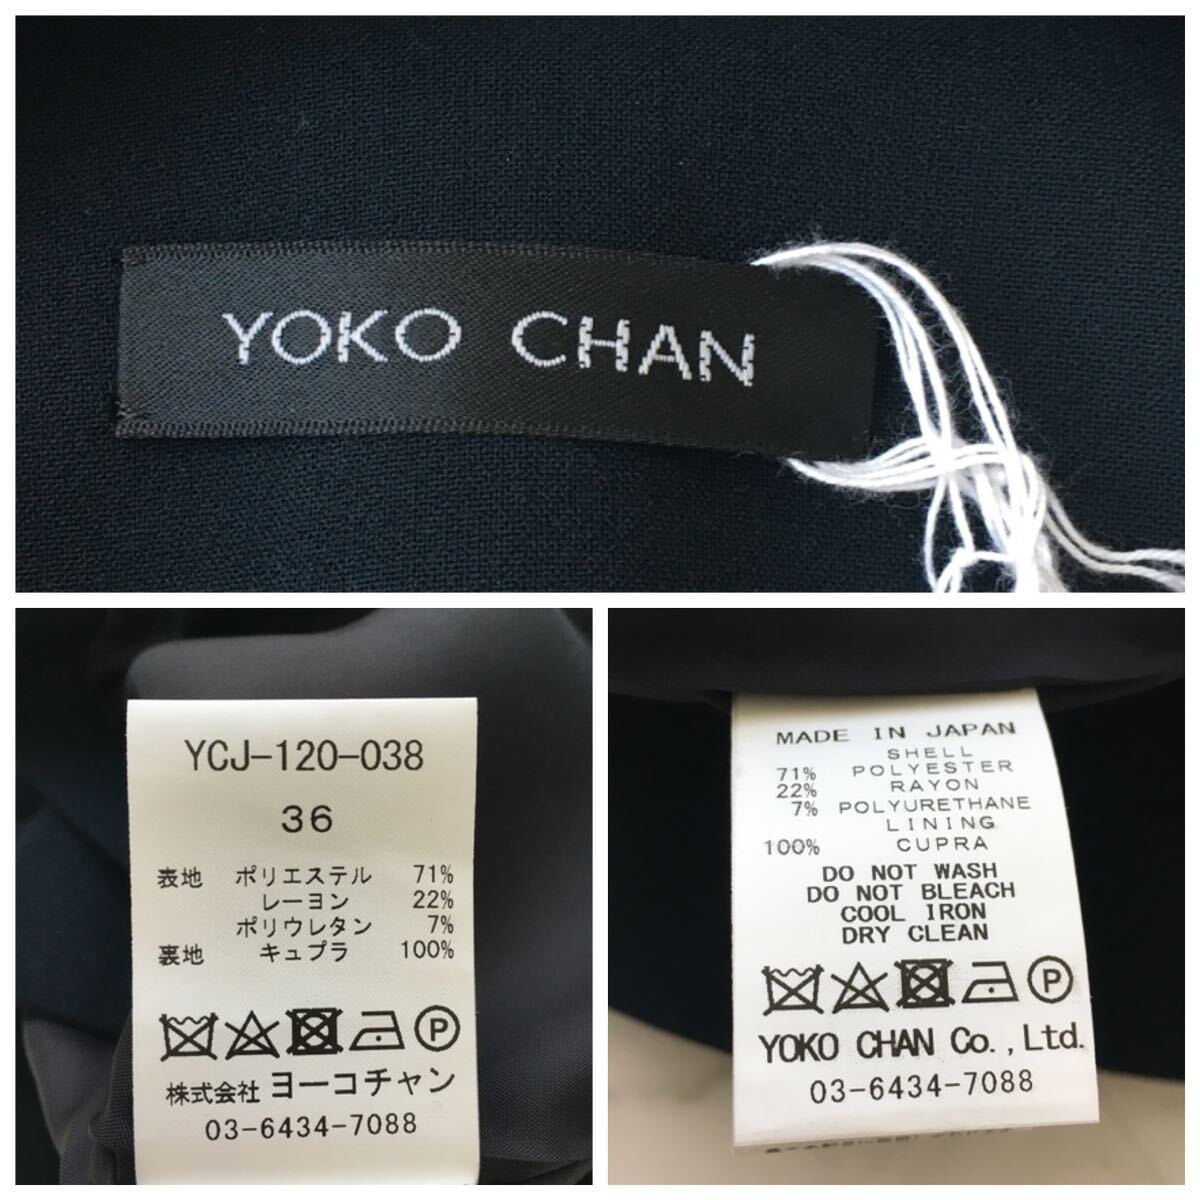 YOKO CHAN
YCJ-120-038
36
表地 ポリエステル 71%
レーヨン 22%
ポリウレタン 7%
裏地 キュプラ 100%
P
株式会社 ヨーコチャン
03-6434-7088
MADE IN JAPAN
SHELL
71% POLYESTER
22% RAYON
7% POLYURETHANE
LINING
100% CUPRA
DO NOT WASH
DO NOT BLEACH
COOL IRON
DRY CLEAN
P
YOKO CHAN Co.,Ltd.
03-6434-7088